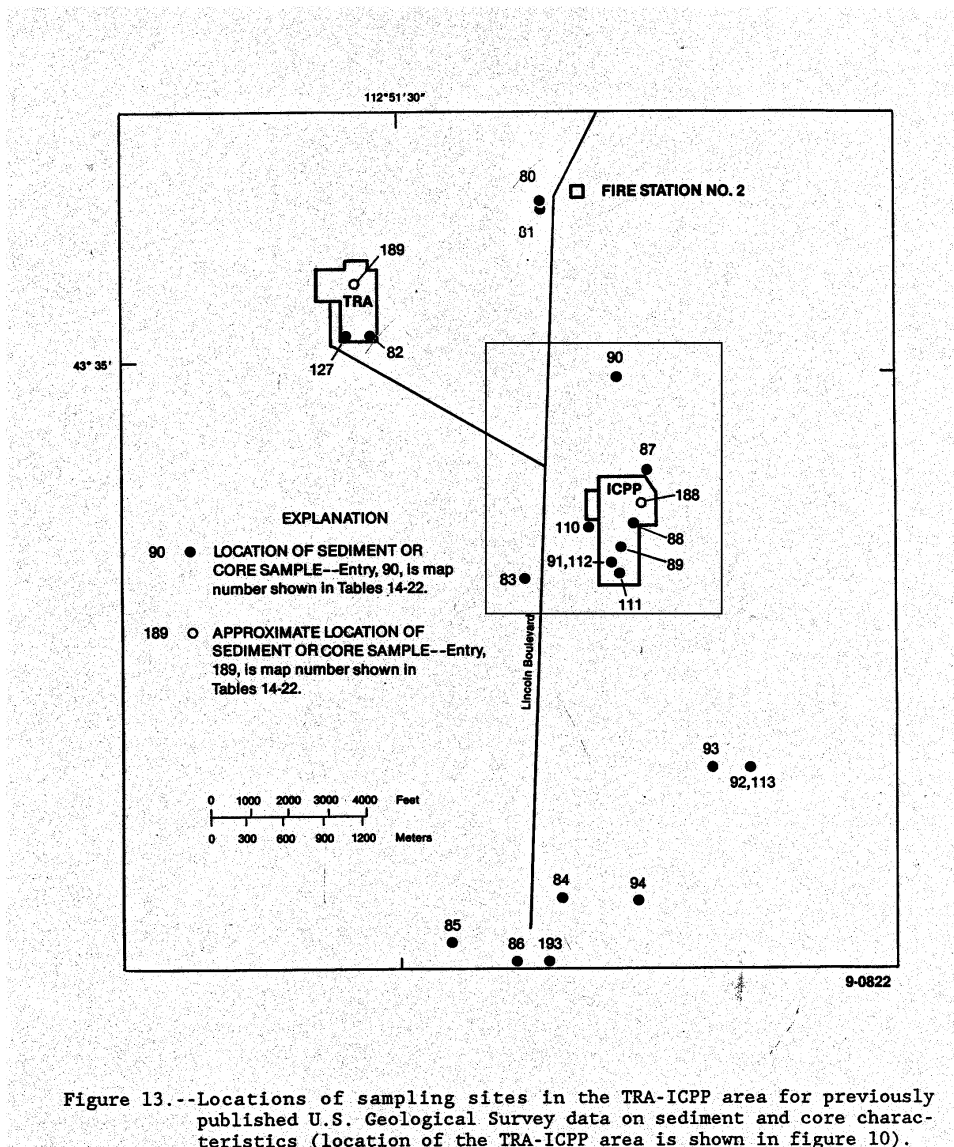 112°51'30"
80
FIRE STATION NO. 2
81
189
TRA
43° 35'
127
82
90
87
ICPP
188
110
88
91,112
89
83
111
EXPLANATION
90 ● LOCATION OF SEDIMENT OR
CORE SAMPLE--Entry, 90, is map
number shown in Tables 14-22.
189 ○ APPROXIMATE LOCATION OF
SEDIMENT OR CORE SAMPLE--Entry,
189, is map number shown in
Tables 14-22.
Lincoln Boulevard
93
92,113
0 1000 2000 3000 4000 Feet
0 300 600 900 1200 Meters
84
94
85
86
193
9-0822
Figure 13.--Locations of sampling sites in the TRA-ICPP area for previously
published U.S. Geological Survey data on sediment and core charac-
teristics (location of the TRA-ICPP area is shown in figure 10).